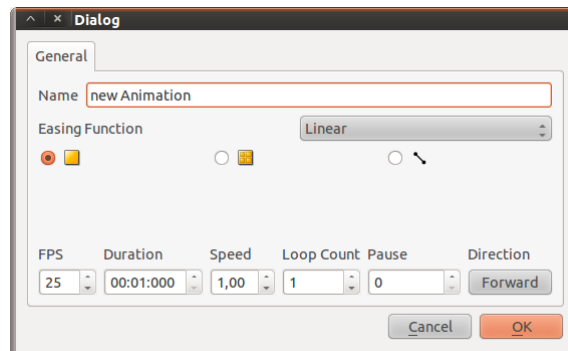 Dialog
General
Name new Animation
Easing Function Linear
FPS Duration Speed Loop Count Pause Direction
25 00:01:000 1,00 1 0 Forward
Cancel OK